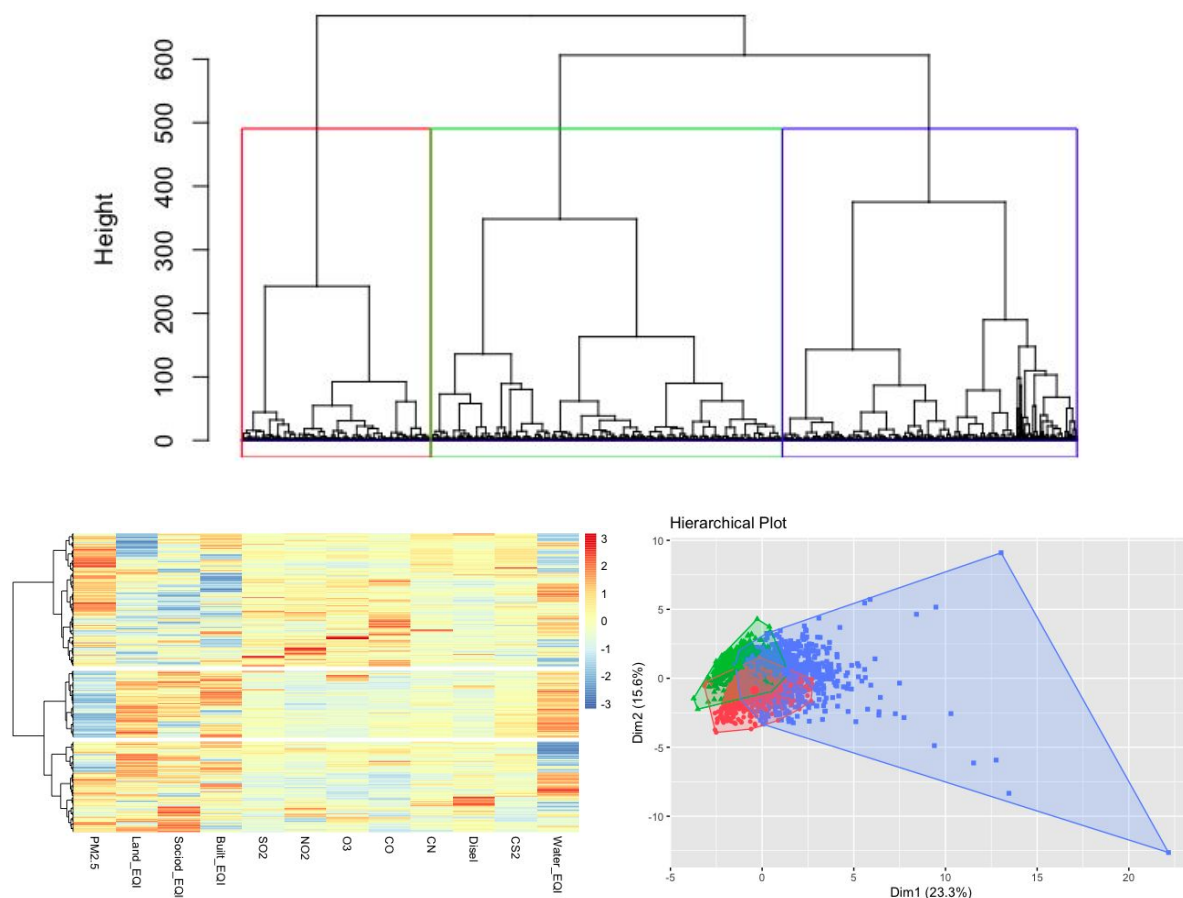 600
500
400
300
200
100
0
Height
3
2
1
0
-1
-2
-3
PM2.5
Land_EQI
Sociod_EQI
Built_EQI
SO2
NO2
O3
CO
CN
Disel
CS2
Water_EQI
Hierarchical Plot
10
5
0
-5
-10
-5
0
5
10
15
20
Dim2 (15.6%)
Dim1 (23.3%)